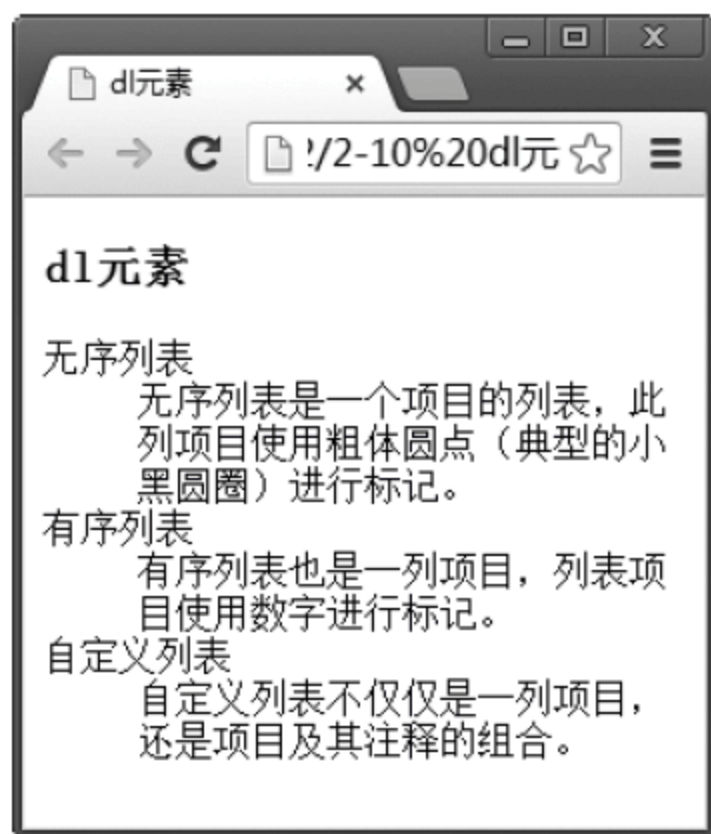 dl元素
!/2-10%20dl元
dl元素
无序列表
无序列表是一个项目的列表，此
列项目使用粗体圆点（典型的小
黑圆圈）进行标记。
有序列表
有序列表也是一列项目，列表项
目使用数字进行标记。
自定义列表
自定义列表不仅仅是一列项目，
还是项目及其注释的组合。